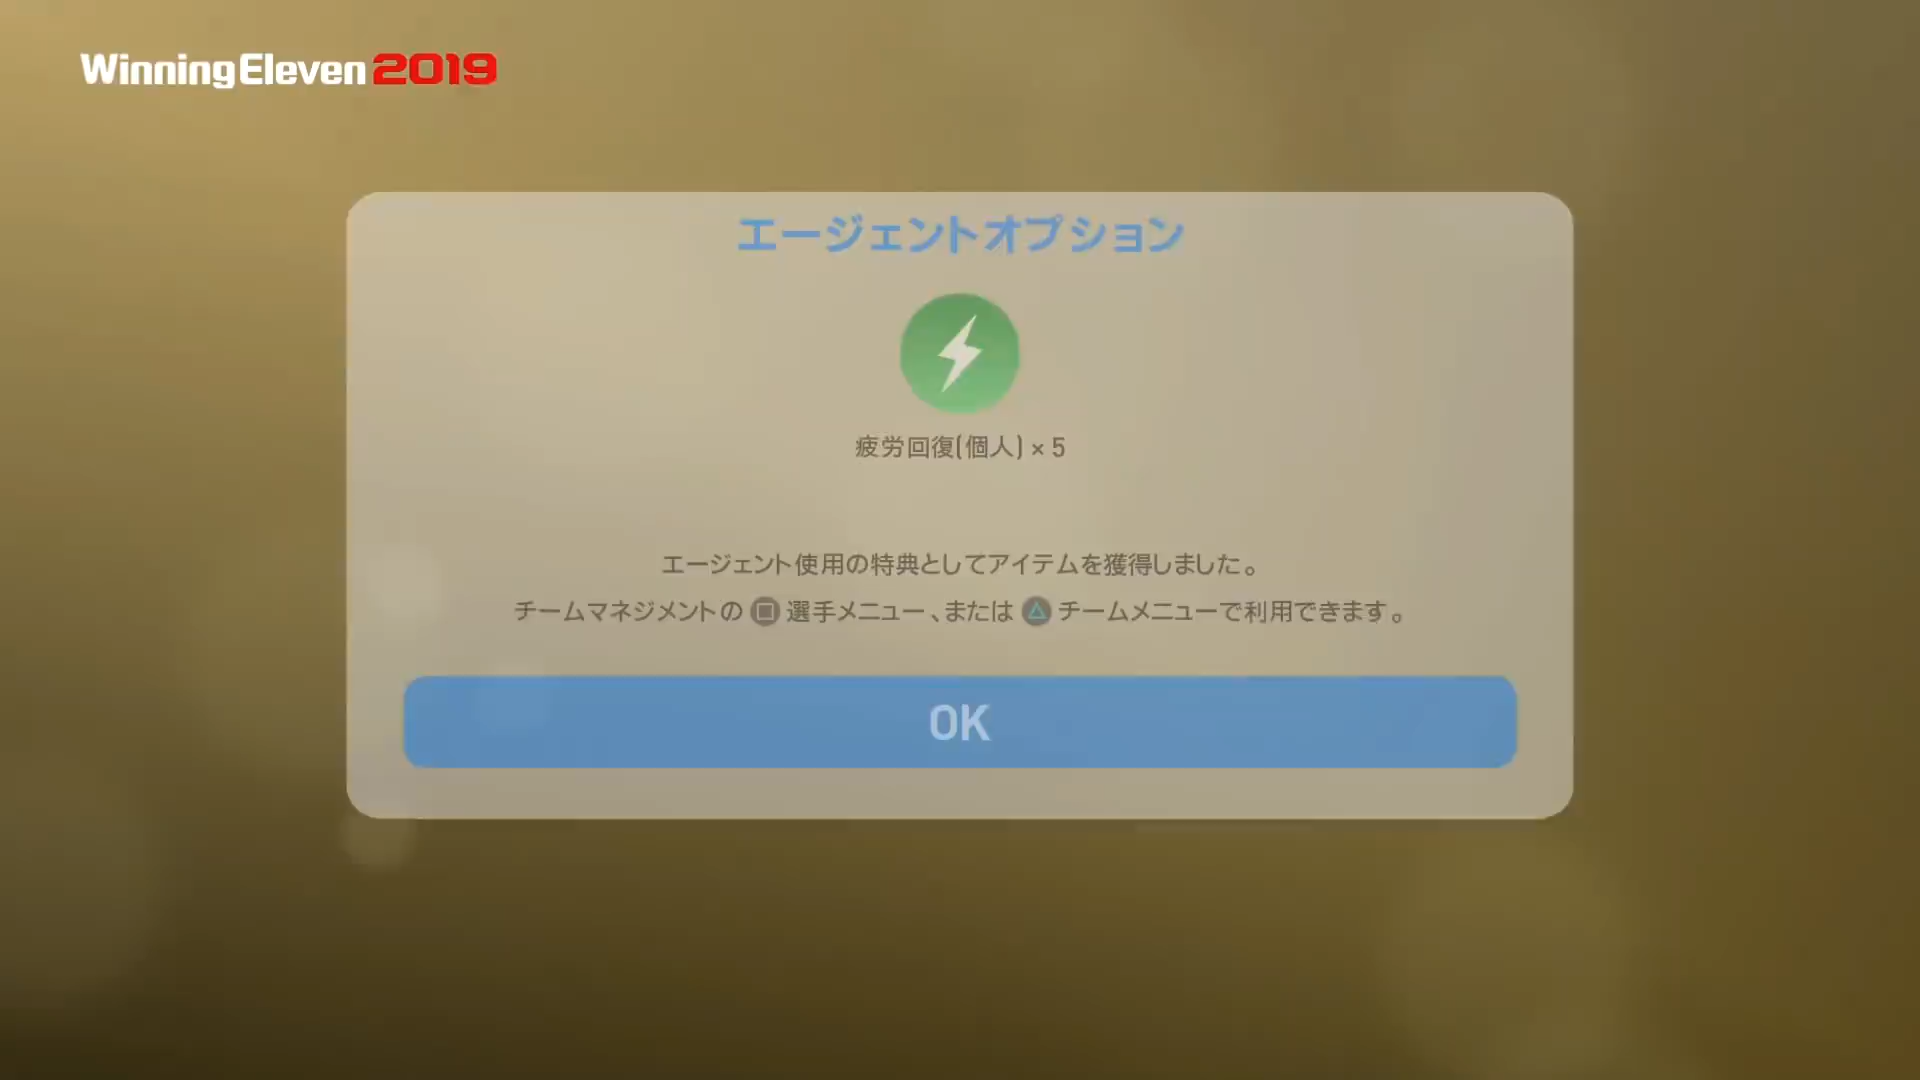 WinningEleven 2019
エージェントオプション
疲労回復(個人) × 5
エージェント使用の特典としてアイテムを獲得しました。
チームマネジメントの 選手メニュー、または チームメニューで利用できます。
OK